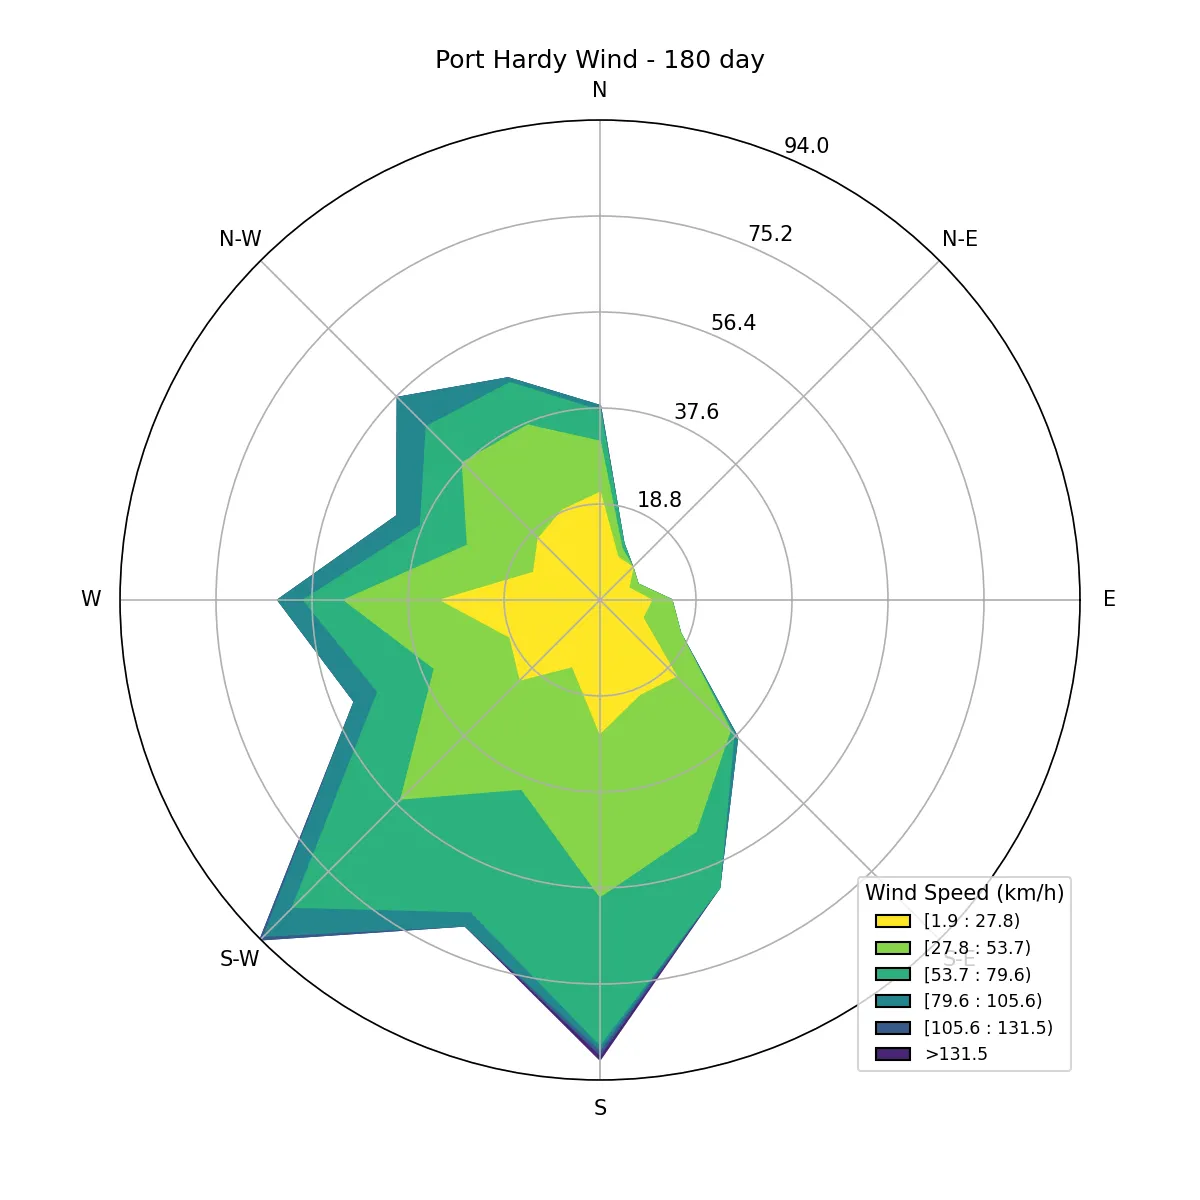 Port Hardy Wind - 180 day
N
94.0
75.2
N-W
N-E
56.4
37.6
18.8
W
E
Wind Speed (km/h)
[1.9 : 27.8)
[27.8 : 53.7)
S-W
S-E
[53.7 : 79.6)
[79.6 : 105.6)
[105.6 : 131.5)
>131.5
S